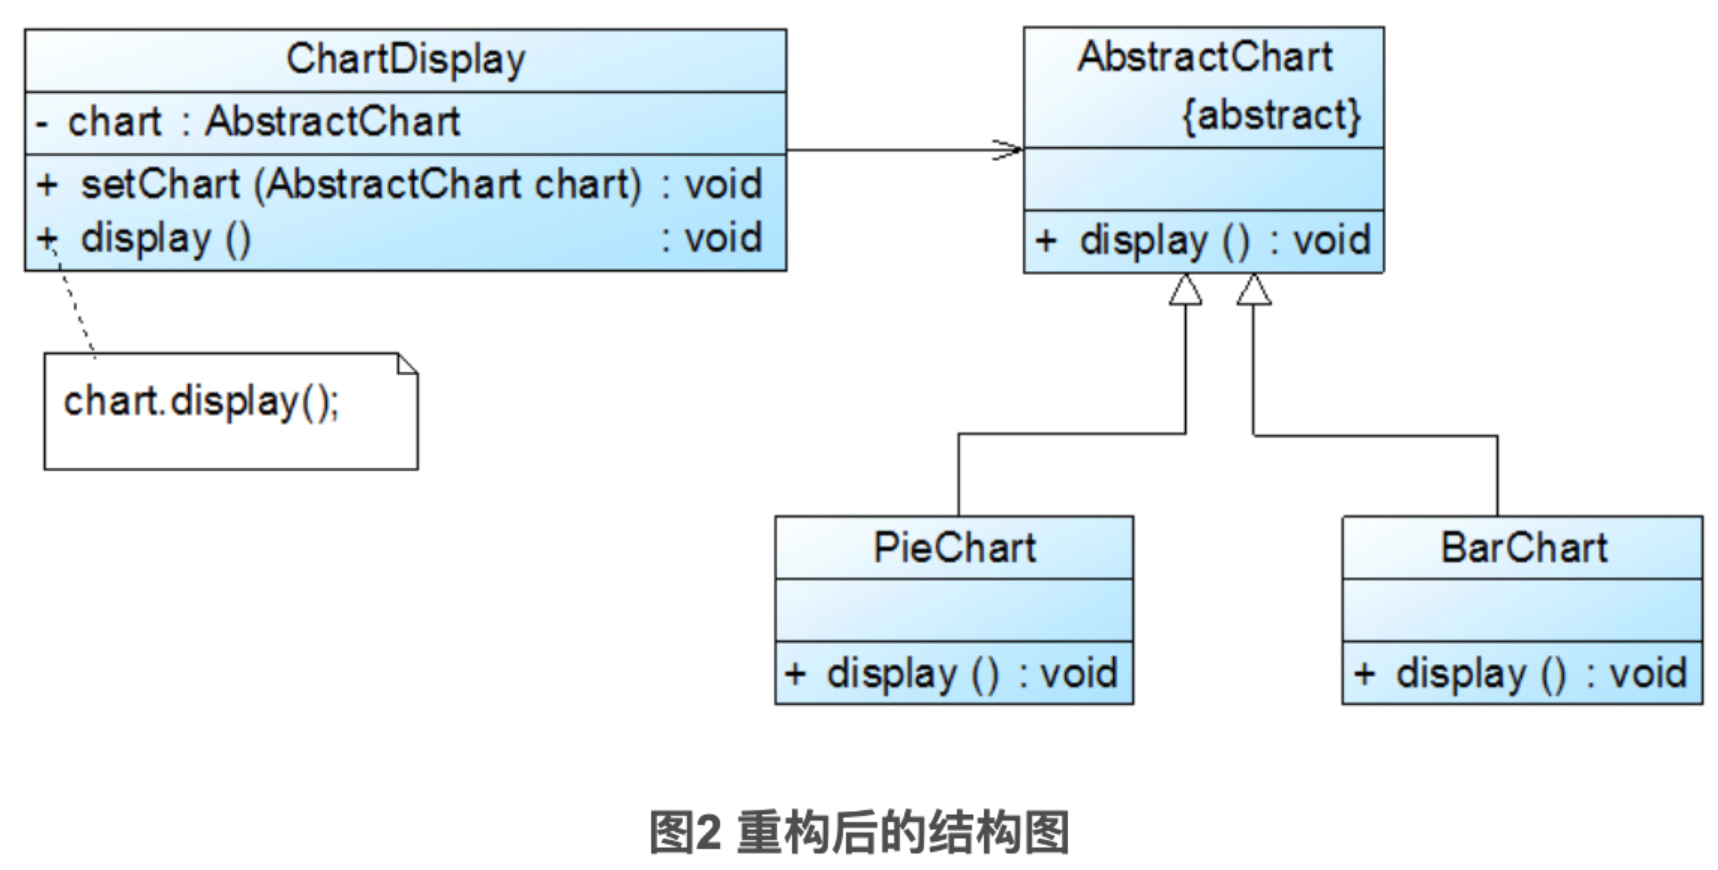 ChartDisplay
- chart : AbstractChart
+ setChart (AbstractChart chart) : void
+ display () : void
chart.display();
AbstractChart
{abstract}
+ display () : void
PieChart
+ display () : void
BarChart
+ display () : void
图2 重构后的结构图